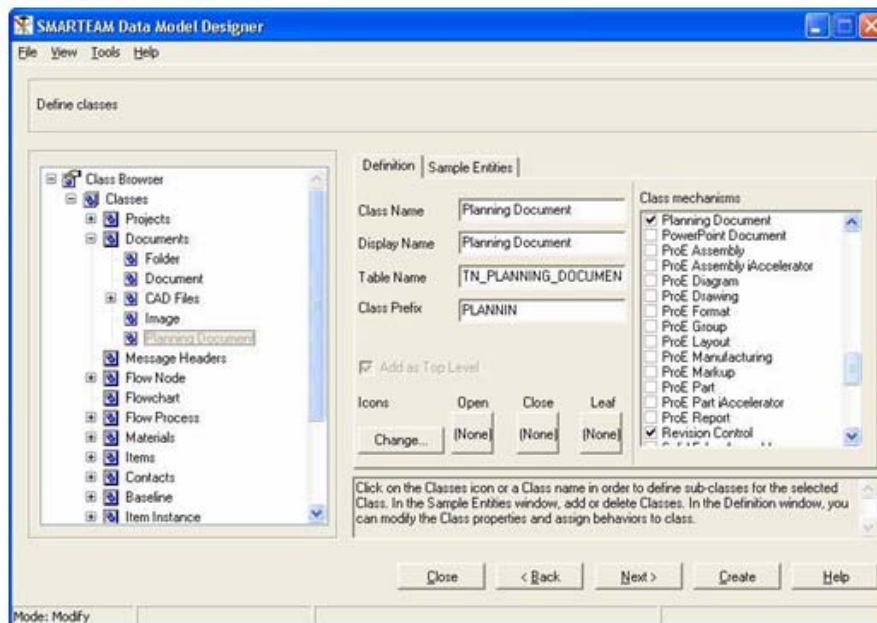 SMARTEAM Data Model Designer
File View Tools Help
Define classes
Class Browser
Classes
Projects
Documents
Folder
Document
CAD Files
Image
Planning Document
Message Headers
Flow Node
Flowchart
Flow Process
Materials
Items
Contacts
Baseline
Item Instance
Definition Sample Entities
Class Name Planning Document
Display Name Planning Document
Table Name TN_PLANNING_DOCUMEN
Class Prefix PLANNIN
Add as Top Level
Icons Open Close Leaf
Change... (None) (None) (None)
Class mechanisms
Planning Document
PowerPoint Document
ProE Assembly
ProE Assembly iAccelerator
ProE Diagram
ProE Drawing
ProE Format
ProE Group
ProE Layout
ProE Manufacturing
ProE Markup
ProE Part
ProE Part iAccelerator
ProE Report
Revision Control
Click on the Classes icon or a Class name in order to define sub-classes for the selected
Class. In the Sample Entities window, add or delete Classes. In the Definition window, you
can modify the Class properties and assign behaviors to class.
Close < Back Next > Create Help
Mode: Modify